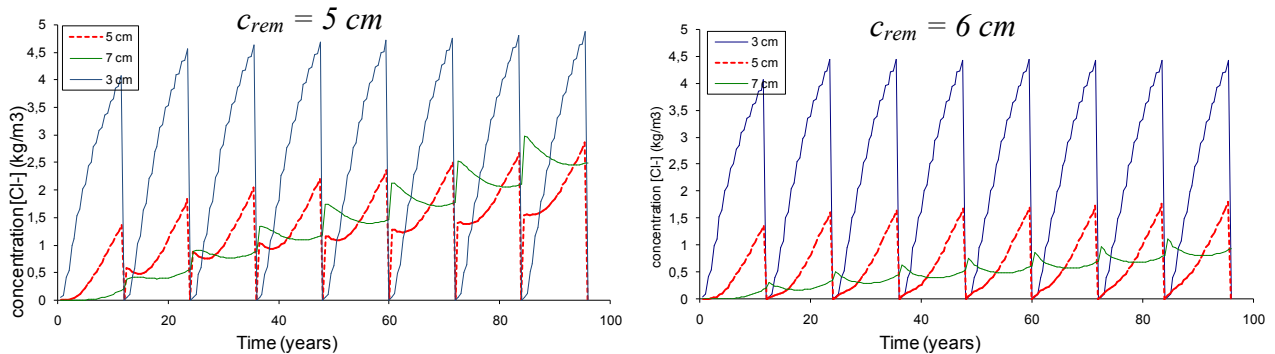 c_rem = 5 cm
concentration [Cl-] (kg/m3)
5
4,5
4
3,5
3
2,5
2
1,5
1
0,5
0
5 cm
7 cm
3 cm
0 20 40 60 80 100
Time (years)
c_rem = 6 cm
concentration [Cl-] (kg/m3)
5
4,5
4
3,5
3
2,5
2
1,5
1
0,5
0
3 cm
5 cm
7 cm
0 20 40 60 80 100
Time (years)